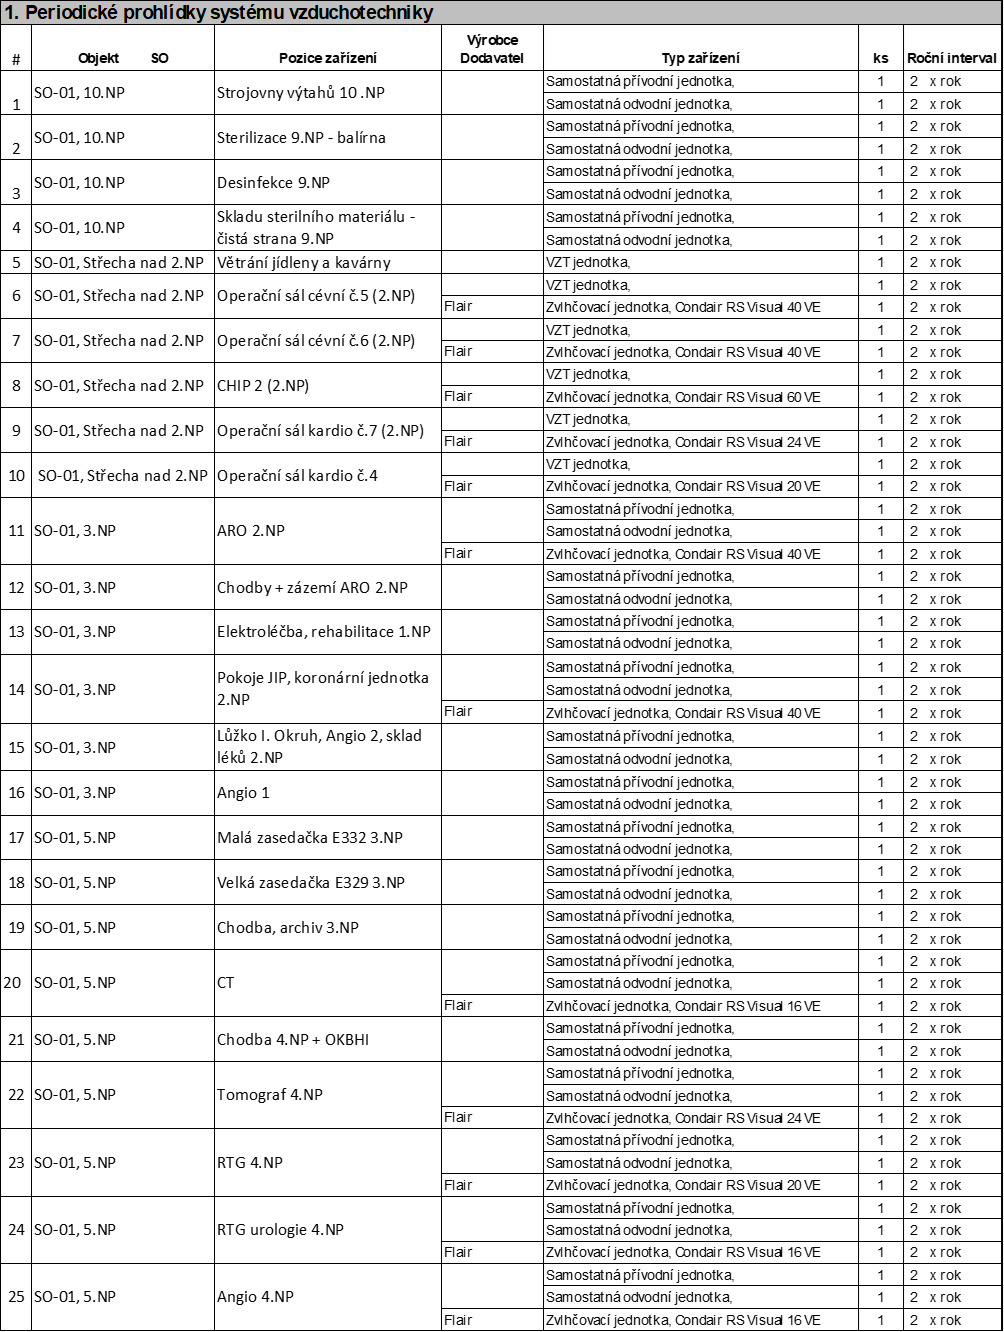 1. Periodické prohlídky systému vzduchotechniky
# Objekt SO Pozice zařízení Výrobce Dodavatel Typ zařízení ks Roční interval
1 SO-01, 10.NP Strojovny výtahů 10 .NP Samostatná přívodní jednotka, 1 2 x rok
Samostatná odvodní jednotka, 1 2 x rok
2 SO-01, 10.NP Sterilizace 9.NP - balírna Samostatná přívodní jednotka, 1 2 x rok
Samostatná odvodní jednotka, 1 2 x rok
3 SO-01, 10.NP Desinfekce 9.NP Samostatná přívodní jednotka, 1 2 x rok
Samostatná odvodní jednotka, 1 2 x rok
4 SO-01, 10.NP Skladu sterilního materiálu - Samostatná přívodní jednotka, 1 2 x rok
čistá strana 9.NP Samostatná odvodní jednotka, 1 2 x rok
5 SO-01, Střecha nad 2.NP Větrání jídleny a kavárny VZT jednotka, 1 2 x rok
6 SO-01, Střecha nad 2.NP Operační sál cévní č.5 (2.NP) VZT jednotka, 1 2 x rok
Flair Zvlhčovací jednotka, Condair RS Visual 40 VE 1 2 x rok
7 SO-01, Střecha nad 2.NP Operační sál cévní č.6 (2.NP) VZT jednotka, 1 2 x rok
Flair Zvlhčovací jednotka, Condair RS Visual 40 VE 1 2 x rok
8 SO-01, Střecha nad 2.NP CHIP 2 (2.NP) VZT jednotka, 1 2 x rok
Flair Zvlhčovací jednotka, Condair RS Visual 60 VE 1 2 x rok
9 SO-01, Střecha nad 2.NP Operační sál kardio č.7 (2.NP) VZT jednotka, 1 2 x rok
Flair Zvlhčovací jednotka, Condair RS Visual 24 VE 1 2 x rok
10 SO-01, Střecha nad 2.NP Operační sál kardio č.4 VZT jednotka, 1 2 x rok
Flair Zvlhčovací jednotka, Condair RS Visual 20 VE 1 2 x rok
11 SO-01, 3.NP ARO 2.NP Samostatná přívodní jednotka, 1 2 x rok
Samostatná odvodní jednotka, 1 2 x rok
Flair Zvlhčovací jednotka, Condair RS Visual 40 VE 1 2 x rok
12 SO-01, 3.NP Chodby + zázemí ARO 2.NP Samostatná přívodní jednotka, 1 2 x rok
Samostatná odvodní jednotka, 1 2 x rok
13 SO-01, 3.NP Elektroléčba, rehabilitace 1.NP Samostatná přívodní jednotka, 1 2 x rok
Samostatná odvodní jednotka, 1 2 x rok
14 SO-01, 3.NP Pokoje JIP, koronární jednotka 2.NP Samostatná přívodní jednotka, 1 2 x rok
Samostatná odvodní jednotka, 1 2 x rok
Flair Zvlhčovací jednotka, Condair RS Visual 40 VE 1 2 x rok
15 SO-01, 3.NP Lůžko I. Okruh, Angio 2, sklad Samostatná přívodní jednotka, 1 2 x rok
léků 2.NP Samostatná odvodní jednotka, 1 2 x rok
16 SO-01, 3.NP Angio 1 Samostatná přívodní jednotka, 1 2 x rok
Samostatná odvodní jednotka, 1 2 x rok
17 SO-01, 5.NP Malá zasedačka E332 3.NP Samostatná přívodní jednotka, 1 2 x rok
Samostatná odvodní jednotka, 1 2 x rok
18 SO-01, 5.NP Velká zasedačka E329 3.NP Samostatná přívodní jednotka, 1 2 x rok
Samostatná odvodní jednotka, 1 2 x rok
19 SO-01, 5.NP Chodba, archiv 3.NP Samostatná přívodní jednotka, 1 2 x rok
Samostatná odvodní jednotka, 1 2 x rok
20 SO-01, 5.NP CT Samostatná přívodní jednotka, 1 2 x rok
Samostatná odvodní jednotka, 1 2 x rok
Flair Zvlhčovací jednotka, Condair RS Visual 16 VE 1 2 x rok
21 SO-01, 5.NP Chodba 4.NP + OKBHI Samostatná přívodní jednotka, 1 2 x rok
Samostatná odvodní jednotka, 1 2 x rok
22 SO-01, 5.NP Tomograf 4.NP Samostatná přívodní jednotka, 1 2 x rok
Samostatná odvodní jednotka, 1 2 x rok
Flair Zvlhčovací jednotka, Condair RS Visual 24 VE 1 2 x rok
23 SO-01, 5.NP RTG 4.NP Samostatná přívodní jednotka, 1 2 x rok
Samostatná odvodní jednotka, 1 2 x rok
Flair Zvlhčovací jednotka, Condair RS Visual 20 VE 1 2 x rok
24 SO-01, 5.NP RTG urologie 4.NP Samostatná přívodní jednotka, 1 2 x rok
Samostatná odvodní jednotka, 1 2 x rok
Flair Zvlhčovací jednotka, Condair RS Visual 16 VE 1 2 x rok
25 SO-01, 5.NP Angio 4.NP Samostatná přívodní jednotka, 1 2 x rok
Samostatná odvodní jednotka, 1 2 x rok
Flair Zvlhčovací jednotka, Condair RS Visual 16 VE 1 2 x rok